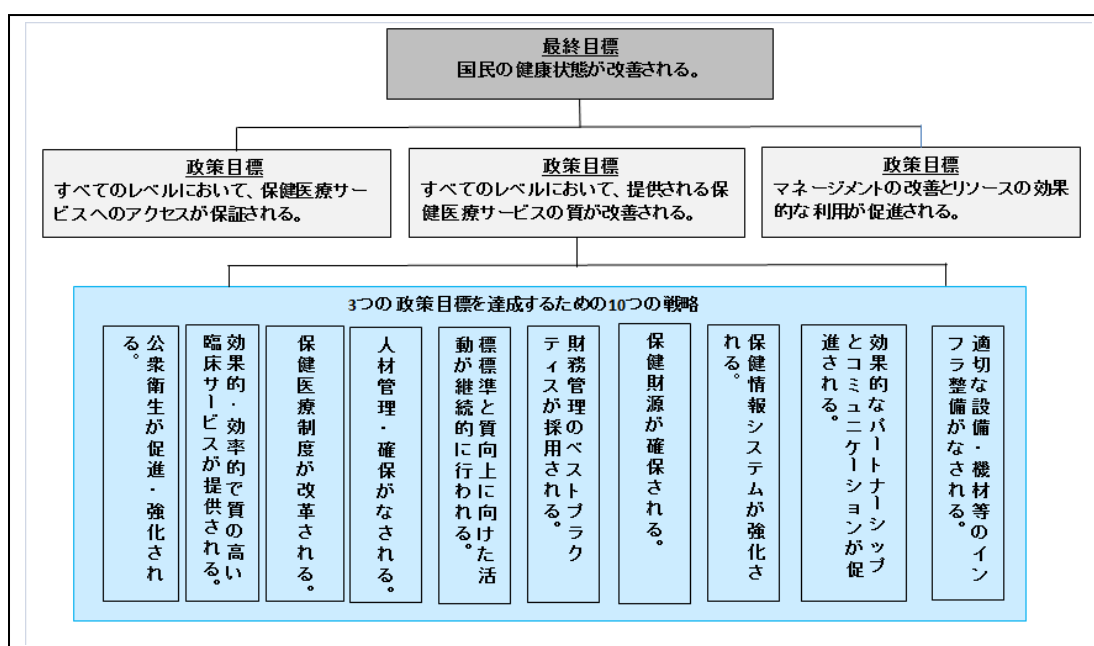 最終目標
国民の健康状態が改善される。
政策目標
すべてのレベルにおいて、保健医療サー
ビスへのアクセスが保証される。
政策目標
すべてのレベルにおいて、提供される保
健医療サービスの質が改善される。
政策目標
マネージメントの改善とリソースの効果
的な利用が促進される。
3つの政策目標を達成するための10つの戦略
公衆衛生が促進・強化され
る。
効果的・効率的で質の高い
臨床サービスが提供される。
保健医療制度が改革される。
人材管理・確保がなされる。
標標準と質向上に向けた活
動が継続的に行われる。
財務管理のベストプラク
ティスが採用される。
保健財源が確保される。
保健情報システムが強化さ
れる。
効果的なパートナーシップ
とコミュニケーションが促
進される。
適切な設備・機材等のイン
フラ整備がなされる。